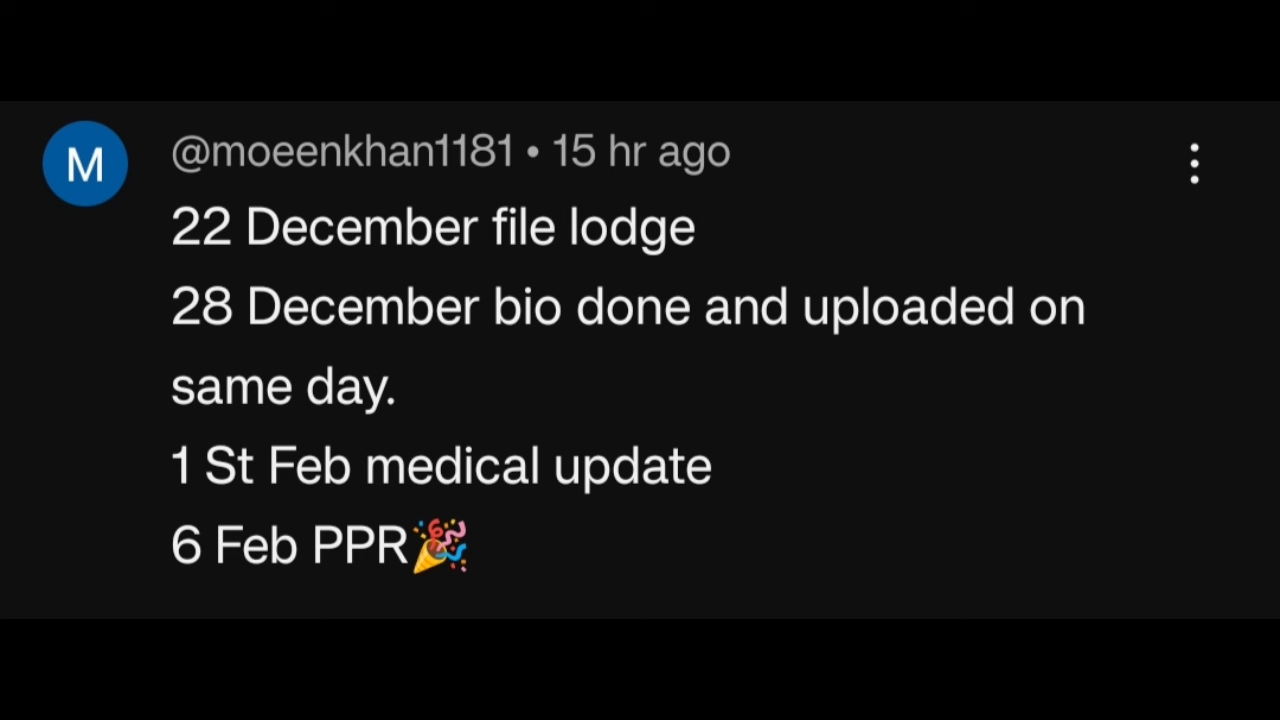 M
@moeenkhan1181 • 15 hr ago
22 December file lodge
28 December bio done and uploaded on
same day.
1 St Feb medical update
6 Feb PPR🎉